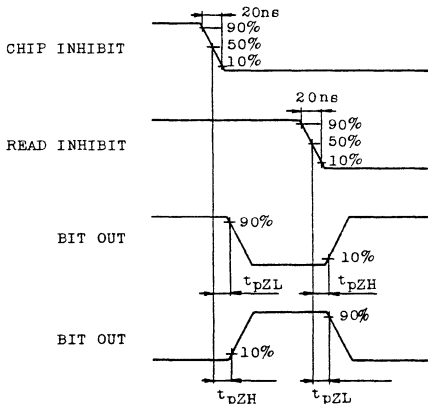 20ns
90%
CHIP INHIBIT
50%
10%
20ns
90%
READ INHIBIT
50%
10%
90%
BIT OUT
10%
tpZL
tpZH
90%
BIT OUT
10%
tpZH
tpZL